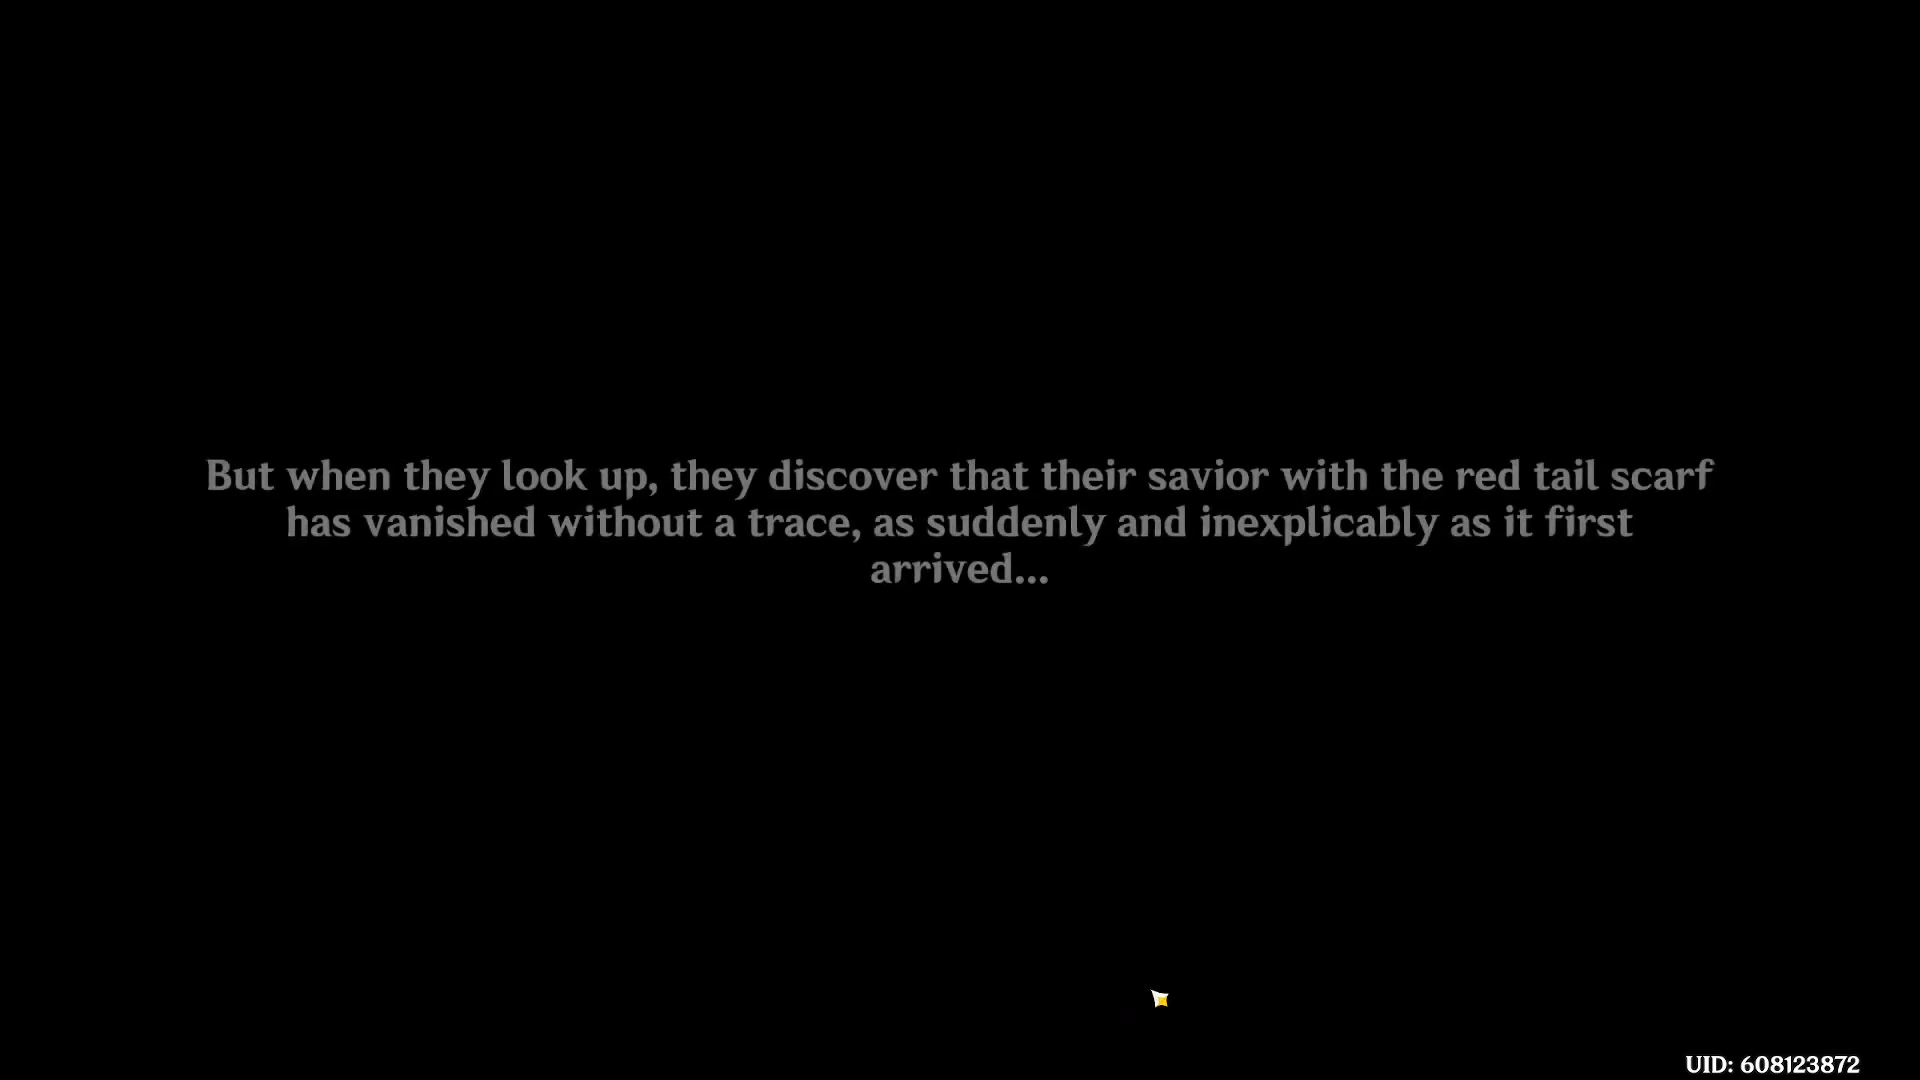 But when they look up, they discover that their savior with the red tail scarf
has vanished without a trace, as suddenly and inexplicably as it first
arrived...
UID: 608123872